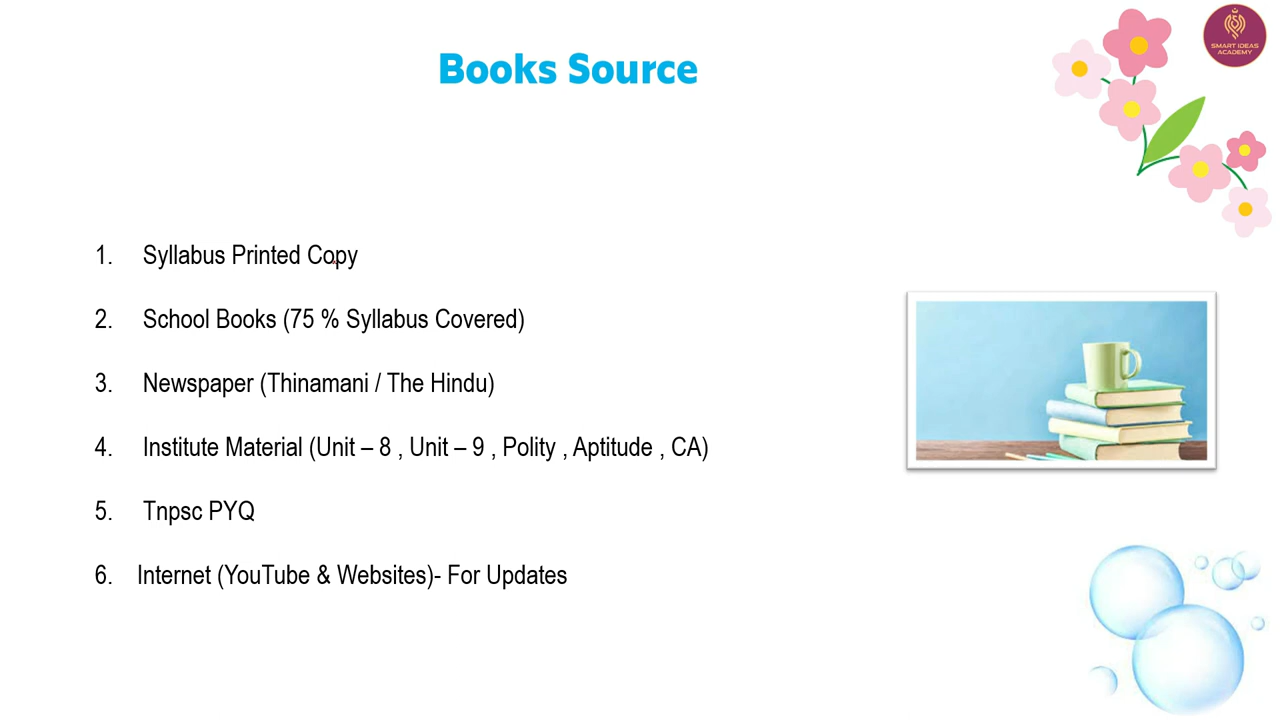 SMART IDEAS
ACADEMY
Books Source
1. Syllabus Printed Copy
2. School Books (75 % Syllabus Covered)
3. Newspaper (Thinamani / The Hindu)
4. Institute Material (Unit – 8 , Unit – 9 , Polity , Aptitude , CA)
5. Tnpsc PYQ
6. Internet (YouTube & Websites)- For Updates